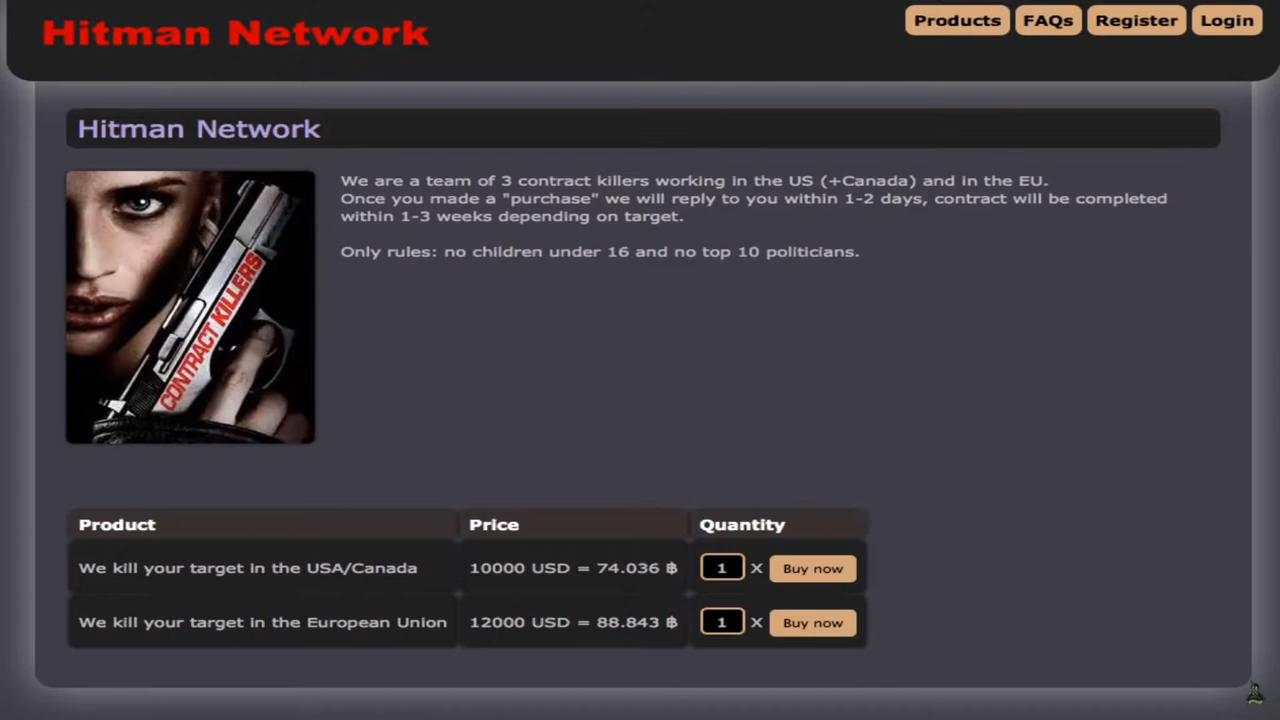 Hitman Network
Products FAQs Register Login
Hitman Network
We are a team of 3 contract killers working in the US (+Canada) and in the EU.
Once you made a "purchase" we will reply to you within 1-2 days, contract will be completed
within 1-3 weeks depending on target.
Only rules: no children under 16 and no top 10 politicians.
CONTRACT KILLERS
Product Price Quantity
We kill your target in the USA/Canada 10000 USD = 74.036 ฿ 1 X Buy now
We kill your target in the European Union 12000 USD = 88.843 ฿ 1 X Buy now